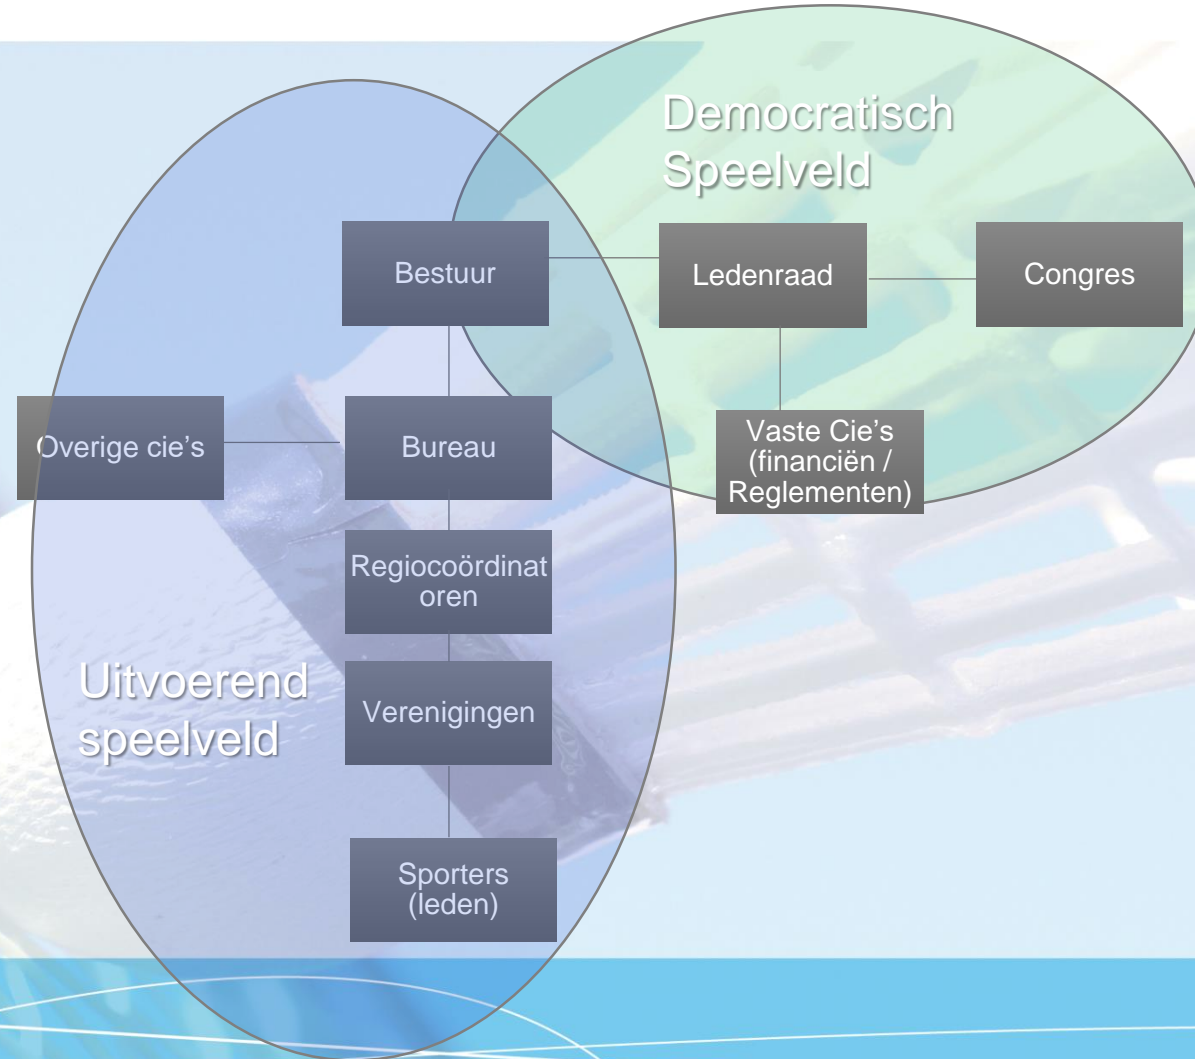 Democratisch
Speelveld
Bestuur
Ledenraad
Congres
Overige cie's
Bureau
Vaste Cie's
(financiën /
Reglementen)
Regiocoördinat
oren
Uitvoerend
speelveld
Verenigingen
Sporters
(leden)